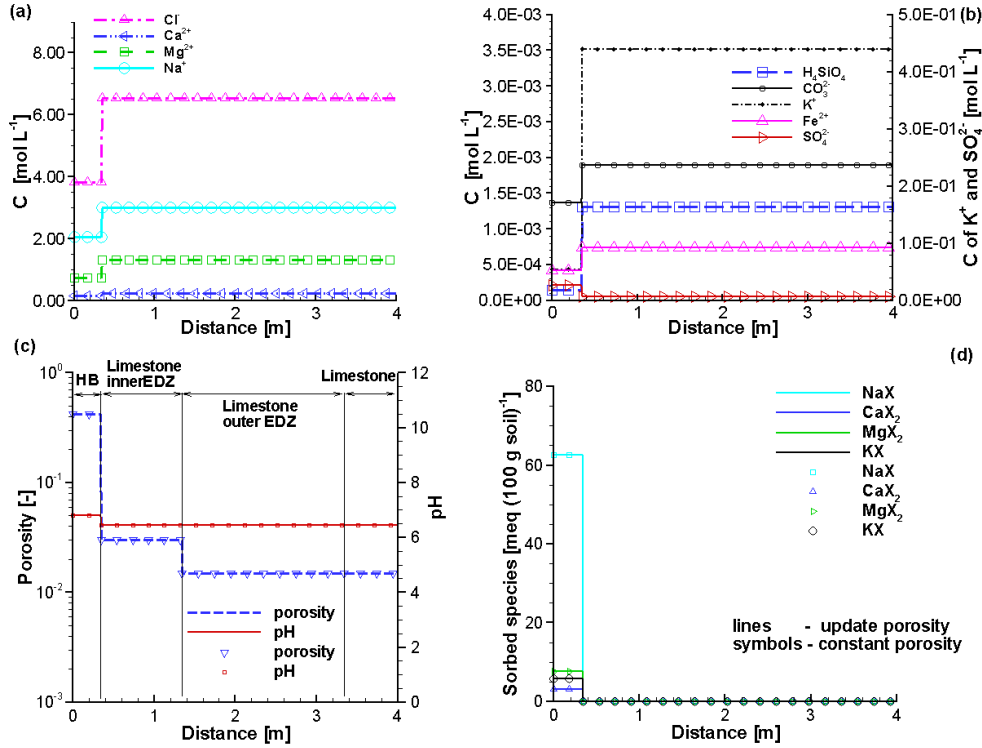 (a)
Cl⁻
Ca²⁺
Mg²⁺
Na⁺
8.00
6.00
4.00
2.00
0.00
C [mol L⁻¹]
0 1 2 3 4
Distance [m]
(b)
4.0E-03
3.5E-03
3.0E-03
2.5E-03
2.0E-03
1.5E-03
1.0E-03
5.0E-04
0.0E+00
C [mol L⁻¹]
H₄SiO₄
CO₃²⁻
K⁺
Fe²⁺
SO₄²⁻
5.0E-01
4.0E-01
3.0E-01
2.0E-01
1.0E-01
0.0E+00
C of K⁺ and SO₄²⁻ [mol L⁻¹]
0 1 2 3 4
Distance [m]
(c)
HB
Limestone
innerEDZ
Limestone
outer EDZ
Limestone
10⁰
10⁻¹
10⁻²
10⁻³
Porosity [-]
12
10
8
6
4
2
0
pH
porosity
pH
porosity
pH
0 1 2 3 4
Distance [m]
(d)
80
60
40
20
0
Sorbed species [meq (100 g soil)⁻¹]
NaX
CaX₂
MgX₂
KX
NaX
CaX₂
MgX₂
KX
lines - update porosity
symbols - constant porosity
0 1 2 3 4
Distance [m]